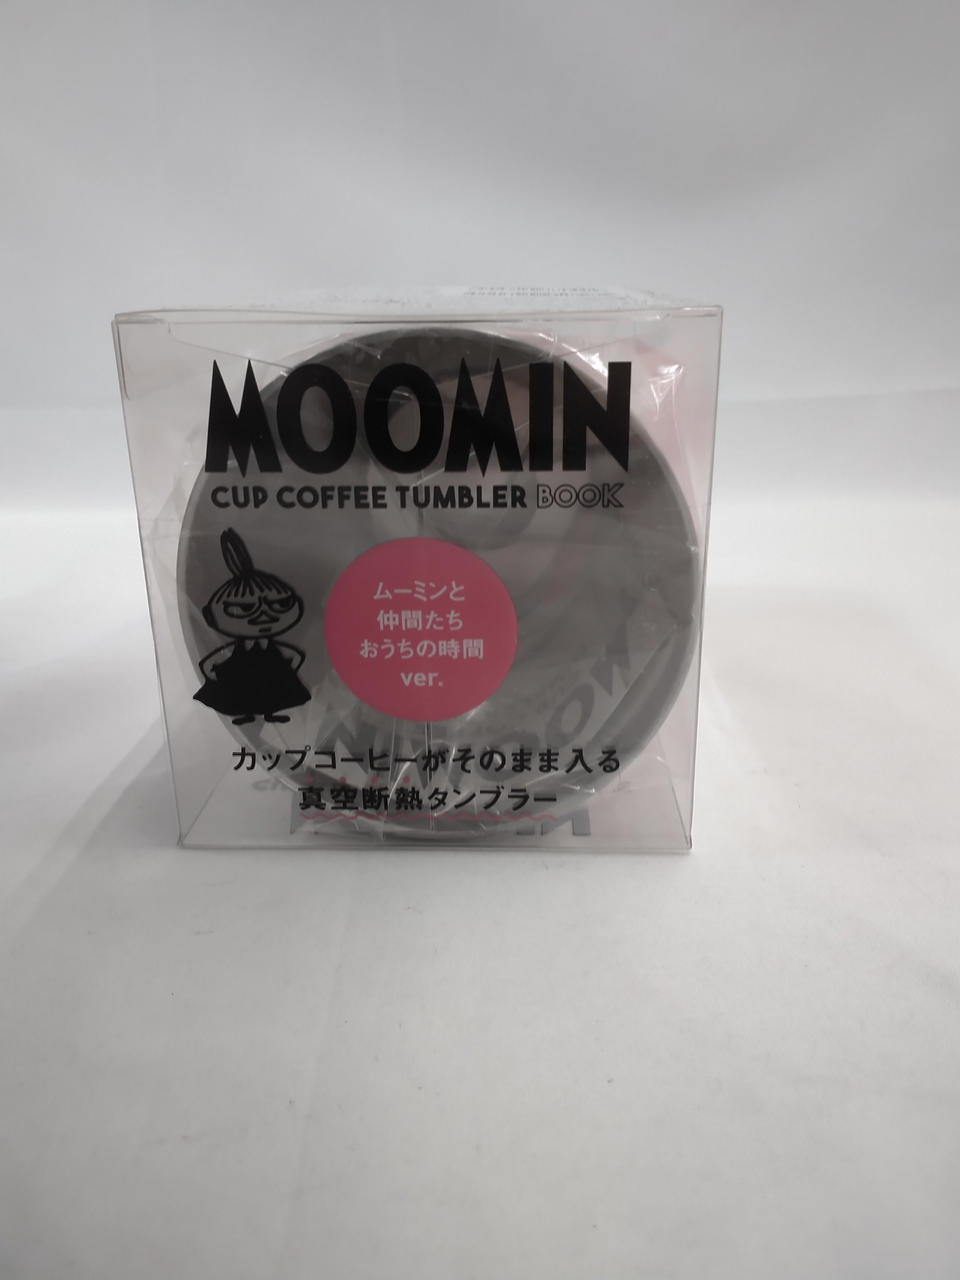 MOOMIN
CUP COFFEE TUMBLER BOOK
ムーミンと
仲間たち
おうちの時間
ver.
カップコーヒーがそのまま入る
真空断熱タンブラー